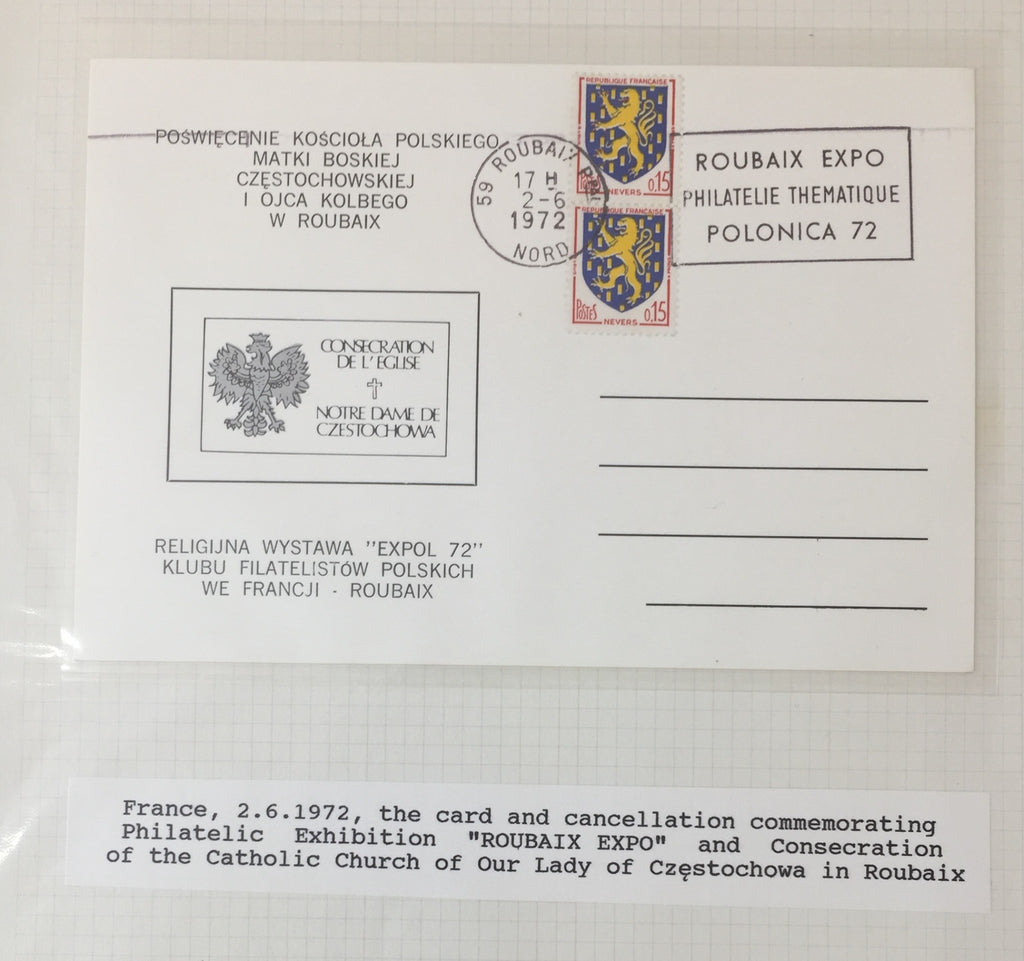 POŚWIĘCENIE KOŚCIOŁA POLSKIEGO
MATKI BOSKIEJ
CZĘSTOCHOWSKIEJ
I OJCA KOLBEGO
W ROUBAIX
59 ROUBAIX RPAL
17 H
2-6
1972
NORD
REPUBLIQUE FRANÇAISE
POSTES
0,15
NEVERS
REPUBLIQUE FRANÇAISE
POSTES
0,15
NEVERS
ROUBAIX EXPO
PHILATELIE THEMATIQUE
POLONICA 72
CONSECRATION
DE L'EGLISE
NOTRE DAME DE
CZESTOCHOWA
RELIGIJNA WYSTAWA "EXPOL 72"
KLUBU FILATELISTÓW POLSKICH
WE FRANCJI - ROUBAIX
France, 2.6.1972, the card and cancellation commemorating
Philatelic Exhibition "ROUBAIX EXPO" and Consecration
of the Catholic Church of Our Lady of Częstochowa in Roubaix